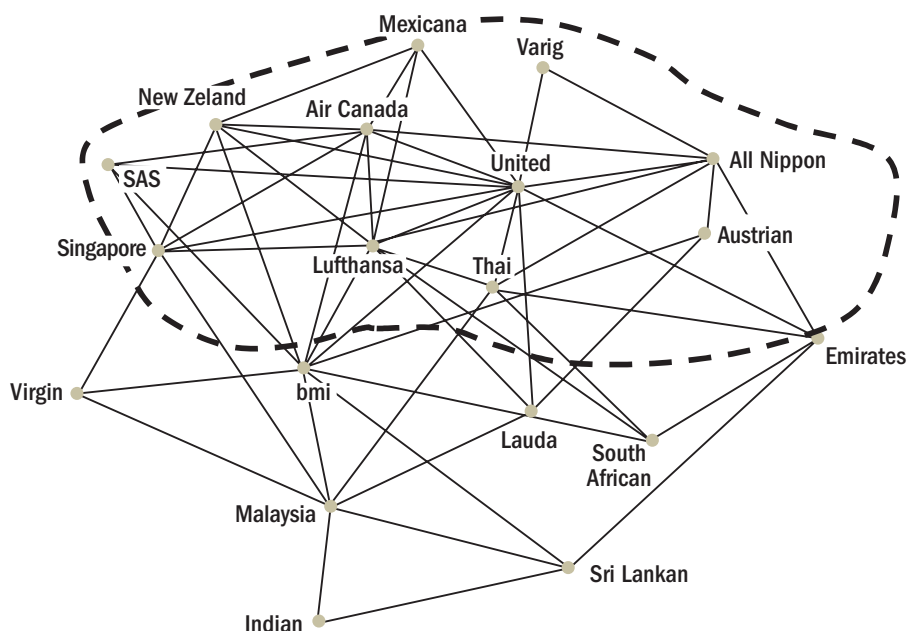 Mexicana
Varig
New Zeland
Air Canada
United
All Nippon
SAS
Austrian
Singapore
Lufthansa
Thai
Emirates
Virgin
bmi
Lauda
South
African
Malaysia
Sri Lankan
Indian